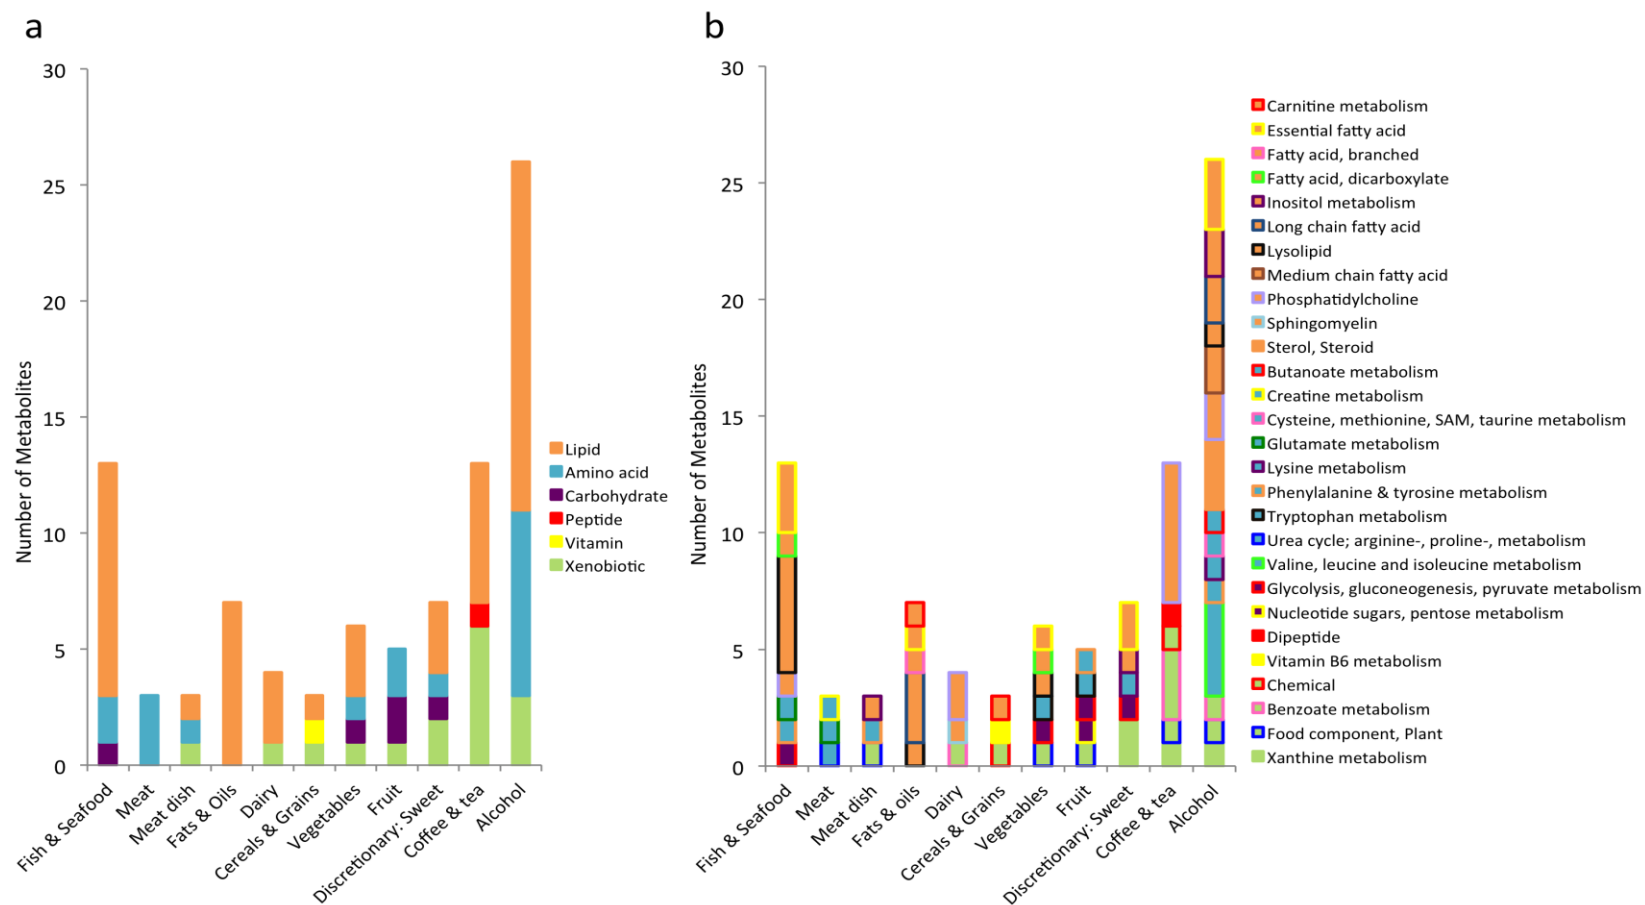 a
30
25
20
15
10
5
0
Number of Metabolites
Fish & Seafood
Meat
Meat dish
Fats & Oils
Dairy
Cereals & Grains
Vegetables
Fruit
Discretionary: Sweet
Coffee & tea
Alcohol
Lipid
Amino acid
Carbohydrate
Peptide
Vitamin
Xenobiotic
b
30
25
20
15
10
5
0
Number of Metabolites
Fish & Seafood
Meat
Meat dish
Fats & oils
Dairy
Cereals & Grains
Vegetables
Fruit
Discretionary: Sweet
Coffee & tea
Alcohol
Carnitine metabolism
Essential fatty acid
Fatty acid, branched
Fatty acid, dicarboxylate
Inositol metabolism
Long chain fatty acid
Lysolipid
Medium chain fatty acid
Phosphatidylcholine
Sphingomyelin
Sterol, Steroid
Butanoate metabolism
Creatine metabolism
Cysteine, methionine, SAM, taurine metabolism
Glutamate metabolism
Lysine metabolism
Phenylalanine & tyrosine metabolism
Tryptophan metabolism
Urea cycle; arginine-, proline-, metabolism
Valine, leucine and isoleucine metabolism
Glycolysis, gluconeogenesis, pyruvate metabolism
Nucleotide sugars, pentose metabolism
Dipeptide
Vitamin B6 metabolism
Chemical
Benzoate metabolism
Food component, Plant
Xanthine metabolism